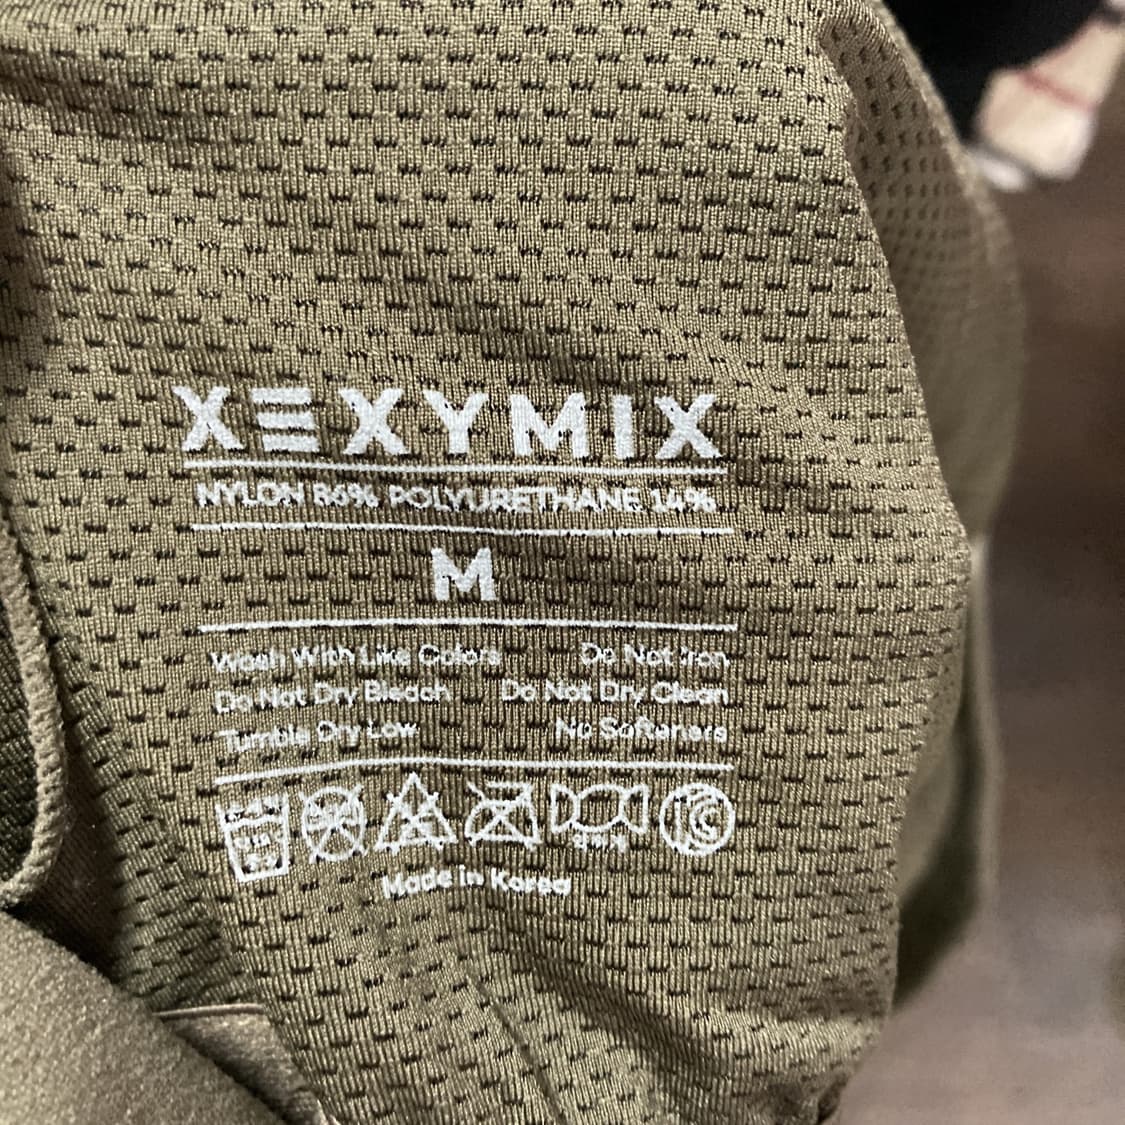 XEXYMIX
NYLON 86% POLYURETHANE 14%
M
Wash With Like Colors Do Not Iron
Do Not Dry Bleach Do Not Dry Clean
Tumble Dry Low No Softeners
Made in Korea